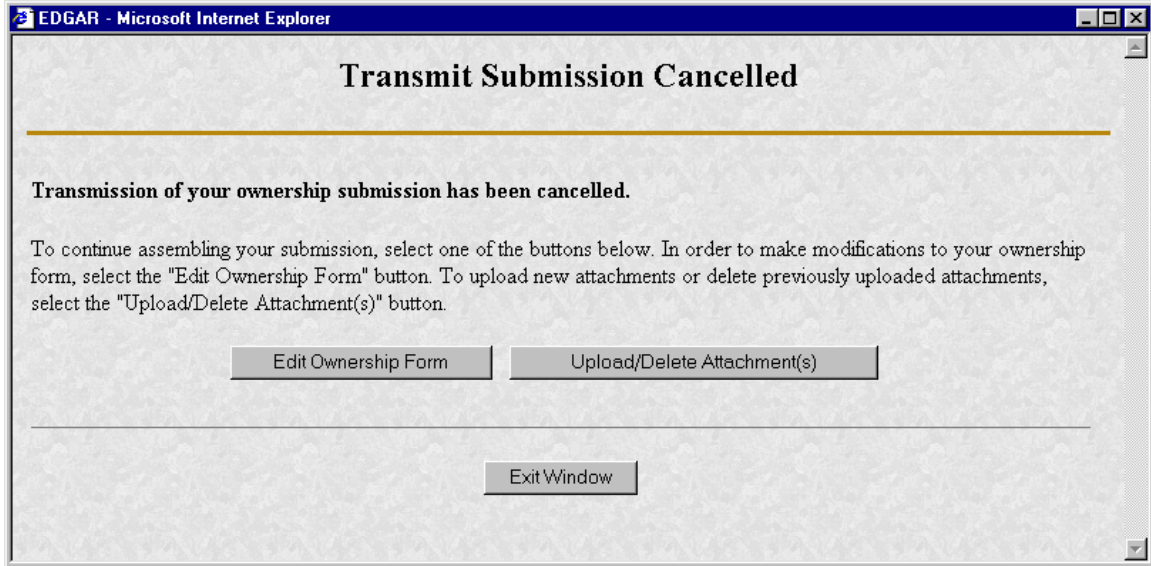 EDGAR - Microsoft Internet Explorer
Transmit Submission Cancelled
Transmission of your ownership submission has been cancelled.
To continue assembling your submission, select one of the buttons below. In order to make modifications to your ownership
form, select the "Edit Ownership Form" button. To upload new attachments or delete previously uploaded attachments,
select the "Upload/Delete Attachment(s)" button.
Edit Ownership Form Upload/Delete Attachment(s)
Exit Window